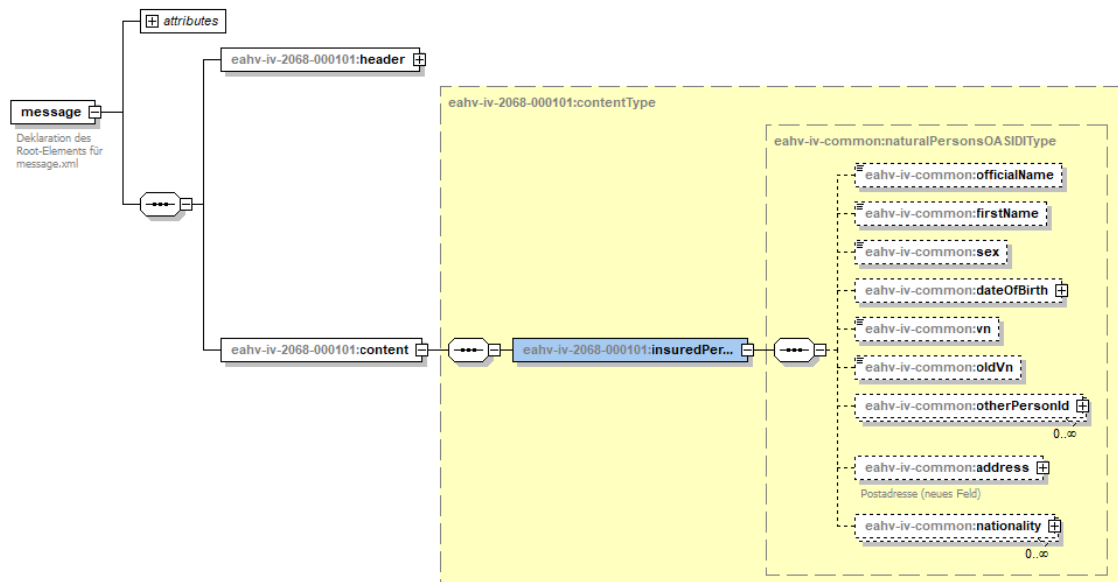 attributes
eahv-iv-2068-000101:header
message
Deklaration des
Root-Elements für
message.xml
eahv-iv-2068-000101:contentType
eahv-iv-common:naturalPersonsOASIDIType
eahv-iv-common:officialName
eahv-iv-common:firstName
eahv-iv-common:sex
eahv-iv-common:dateOfBirth
eahv-iv-common:vn
eahv-iv-2068-000101:content
eahv-iv-2068-000101:insuredPer...
eahv-iv-common:oldVn
eahv-iv-common:otherPersonId
0..∞
eahv-iv-common:address
Postadresse (neues Feld)
eahv-iv-common:nationality
0..∞